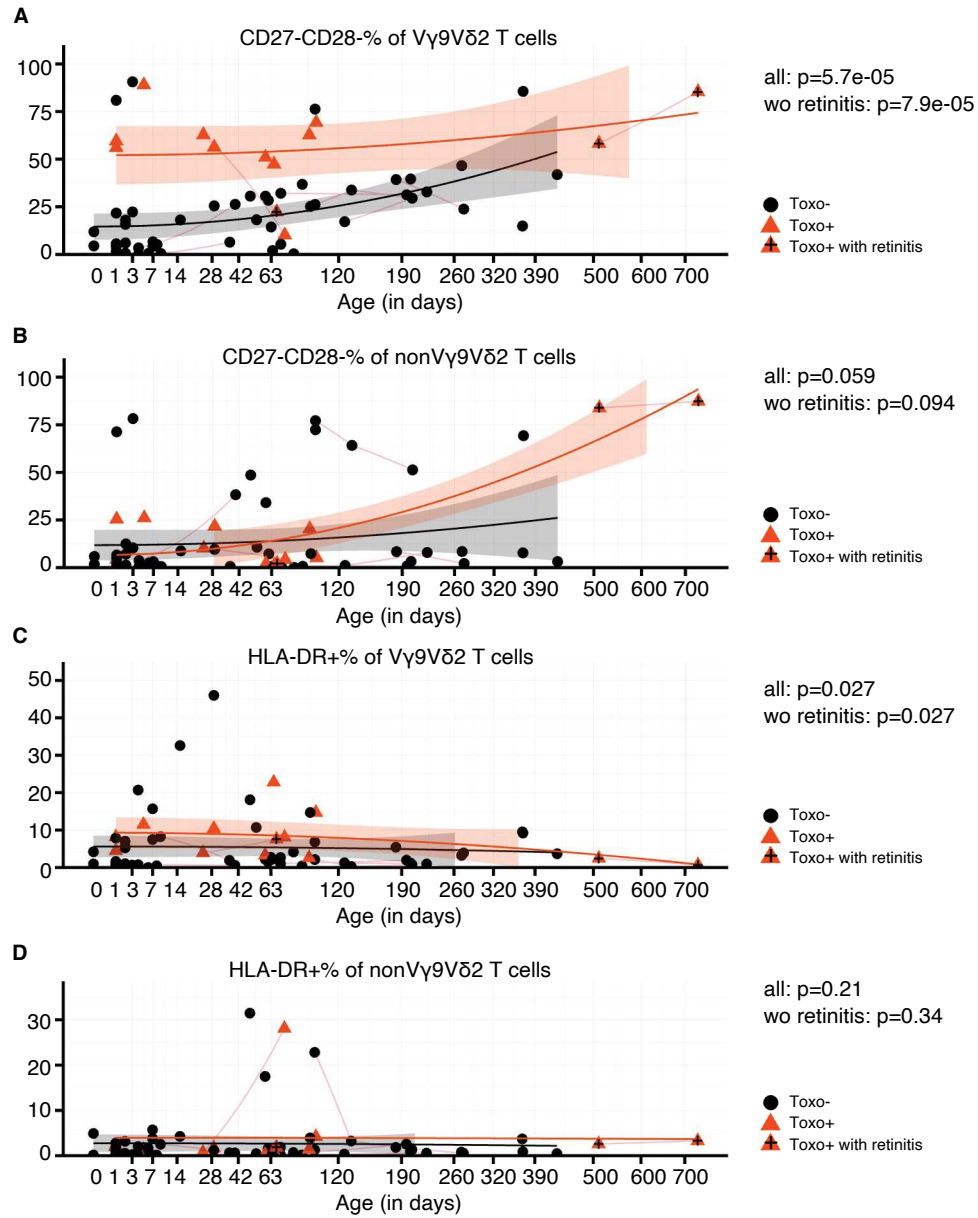 A
CD27-CD28-% of Vγ9Vδ2 T cells
100
75
50
25
0
0 1 3 7 14 28 42 63 120 190 260 320 390 500 600 700
Age (in days)
all: p=5.7e-05
wo retinitis: p=7.9e-05
Toxo-
Toxo+
Toxo+ with retinitis
B
CD27-CD28-% of nonVγ9Vδ2 T cells
100
75
50
25
0
0 1 3 7 14 28 42 63 120 190 260 320 390 500 600 700
Age (in days)
all: p=0.059
wo retinitis: p=0.094
Toxo-
Toxo+
Toxo+ with retinitis
C
HLA-DR+% of Vγ9Vδ2 T cells
50
40
30
20
10
0
0 1 3 7 14 28 42 63 120 190 260 320 390 500 600 700
Age (in days)
all: p=0.027
wo retinitis: p=0.027
Toxo-
Toxo+
Toxo+ with retinitis
D
HLA-DR+% of nonVγ9Vδ2 T cells
30
20
10
0
0 1 3 7 14 28 42 63 120 190 260 320 390 500 600 700
Age (in days)
all: p=0.21
wo retinitis: p=0.34
Toxo-
Toxo+
Toxo+ with retinitis